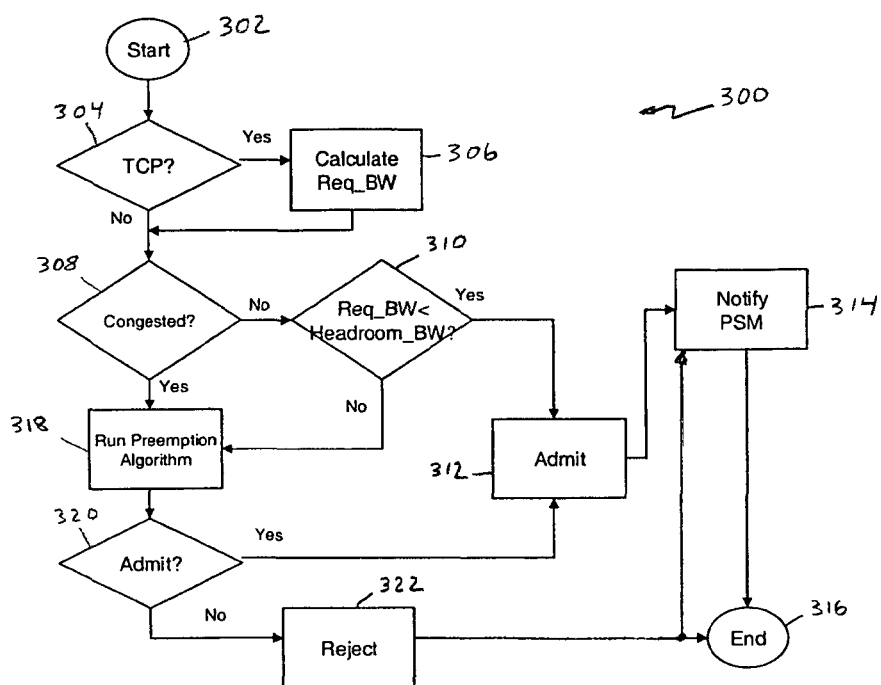 302
Start
300
304
TCP?
Yes
Calculate
Req_BW
306
No
308
Congested?
No
310
Req_BW<
Headroom_BW?
Yes
Notify
PSM
314
Yes
No
318
Run Preemption
Algorithm
312
Admit
320
Admit?
Yes
No
322
Reject
End
316